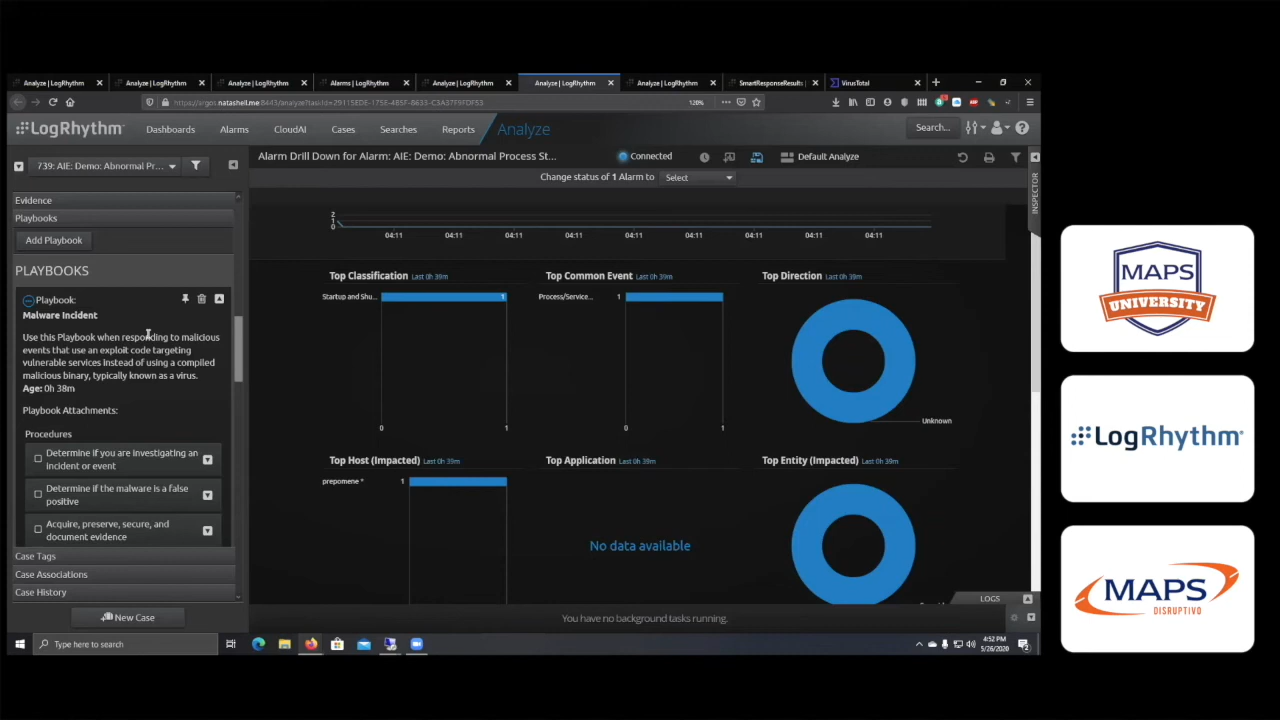 Analyze | LogRhythm
Analyze | LogRhythm
Analyze | LogRhythm
Alarms | LogRhythm
Analyze | LogRhythm
Analyze | LogRhythm
Analyze | LogRhythm
SmartResponseResults |
VirusTotal
120%
LogRhythm
Dashboards
Alarms
CloudAI
Cases
Searches
Reports
Analyze
Search...
739: AIE: Demo: Abnormal Pr...
Alarm Drill Down for Alarm: AIE: Demo: Abnormal Process St...
Connected
Default Analyze
Change status of 1 Alarm to
Select
INSPECTOR
Evidence
Playbooks
Add Playbook
PLAYBOOKS
Playbook:
Malware Incident
Use this Playbook when responding to malicious
events that use an exploit code targeting
vulnerable services instead of using a compiled
malicious binary, typically known as a virus.
Age: 0h 38m
Playbook Attachments:
Procedures
Determine if you are investigating an
incident or event
Determine if the malware is a false
positive
Acquire, preserve, secure, and
document evidence
Case Tags
Case Associations
Case History
New Case
2
1
0
04:11 04:11 04:11 04:11 04:11 04:11 04:11 04:11 04:11
Top Classification Last 0h 39m
Startup and Shu... 1
0 1
Top Common Event Last 0h 39m
Process/Service... 1
0 1
Top Direction Last 0h 39m
Unknown
Top Host (Impacted) Last 0h 39m
prepomene * 1
Top Application Last 0h 39m
No data available
Top Entity (Impacted) Last 0h 39m
LOGS
You have no background tasks running.
Type here to search
4:52 PM
5/26/2020
2
MAPS
UNIVERSITY
LogRhythm
MAPS
DISRUPTIVO